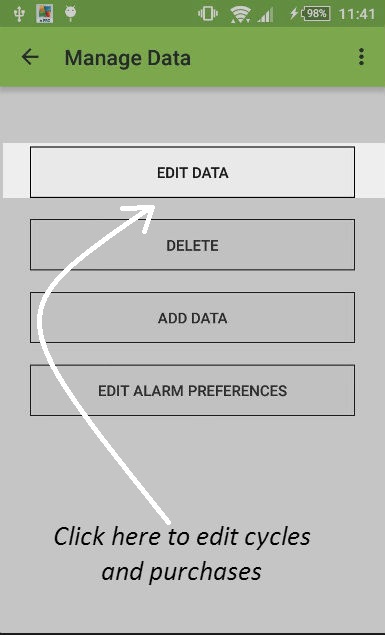 98% 11:41
Manage Data
EDIT DATA
DELETE
ADD DATA
EDIT ALARM PREFERENCES
Click here to edit cycles
and purchases